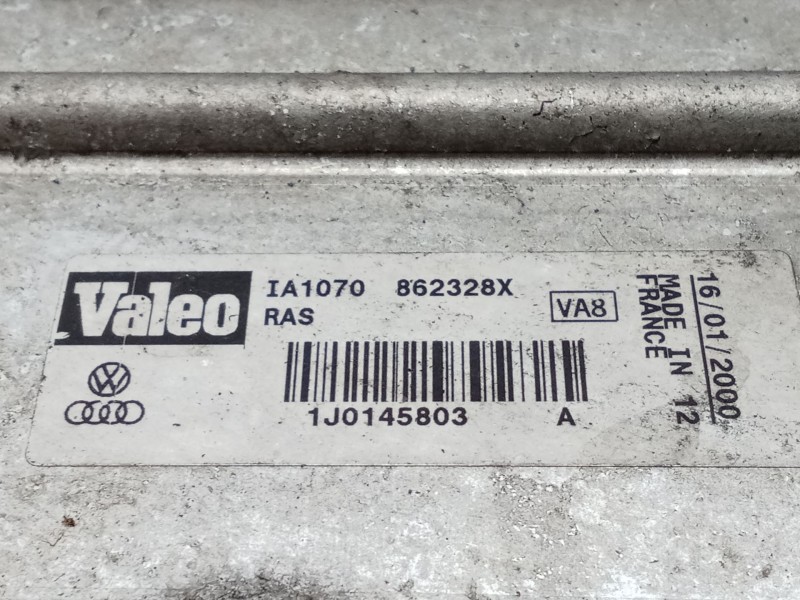 Valeo
IA1070 862328X
RAS
VA8
1J0145803 A
16/01/2000
MADE IN 12
FRANCE